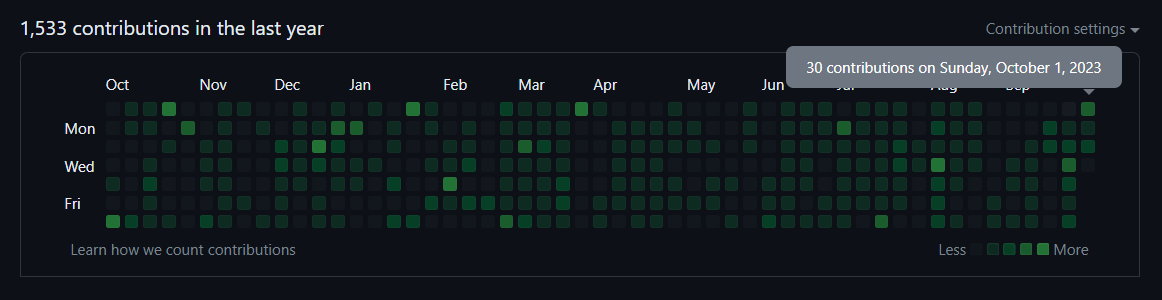 1,533 contributions in the last year
Contribution settings
30 contributions on Sunday, October 1, 2023
Oct Nov Dec Jan Feb Mar Apr May Jun Jul Aug Sep
Mon
Wed
Fri
Learn how we count contributions
Less More